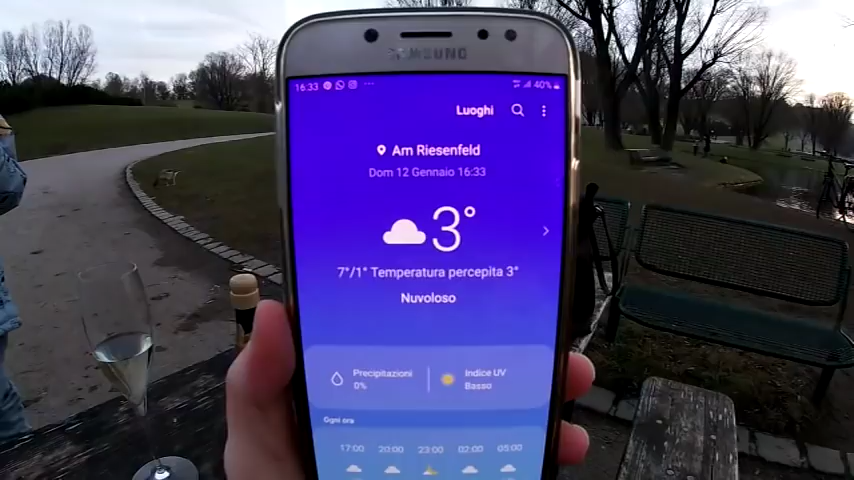 SAMSUNG
16:33 40%
Luoghi
Am Riesenfeld
Dom 12 Gennaio 16:33
3°
7°/1° Temperatura percepita 3°
Nuvoloso
Precipitazioni
0%
Indice UV
Basso
Ogni ora
17:00 20:00 23:00 02:00 05:00